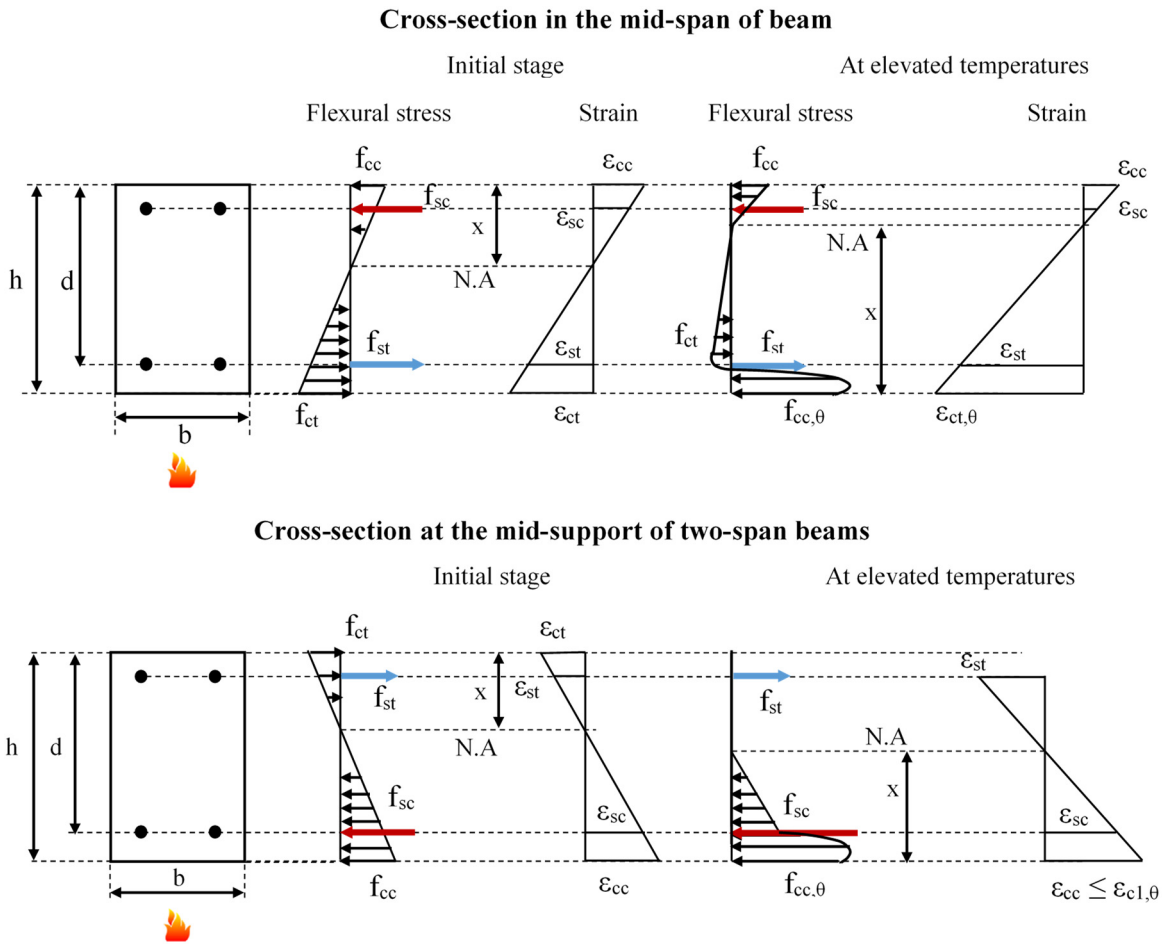 Cross-section in the mid-span of beam
Initial stage At elevated temperatures
Flexural stress Strain Flexural stress Strain
f_cc ε_cc f_cc ε_cc
f_sc ε_sc f_sc ε_sc
x N.A
h d N.A x
f_st ε_st f_ct f_st ε_st
f_ct ε_ct f_cc,θ ε_ct,θ
b
Cross-section at the mid-support of two-span beams
Initial stage At elevated temperatures
f_ct ε_ct ε_st
f_st x ε_st f_st
h d N.A N.A
x
f_sc ε_sc f_sc ε_sc
b f_cc ε_cc f_cc,θ ε_cc ≤ ε_c1,θ